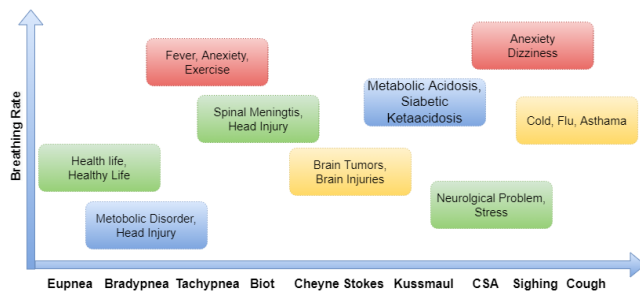 Anexiety
Dizziness
Fever, Anexiety,
Exercise
Metabolic Acidosis,
Siabetic
Ketaacidosis
Spinal Meningtis,
Head Injury
Cold, Flu, Asthama
Breathing Rate
Health life,
Healthy Life
Brain Tumors,
Brain Injuries
Neurolgical Problem,
Stress
Metobolic Disorder,
Head Injury
Eupnea Bradypnea Tachypnea Biot Cheyne Stokes Kussmaul CSA Sighing Cough